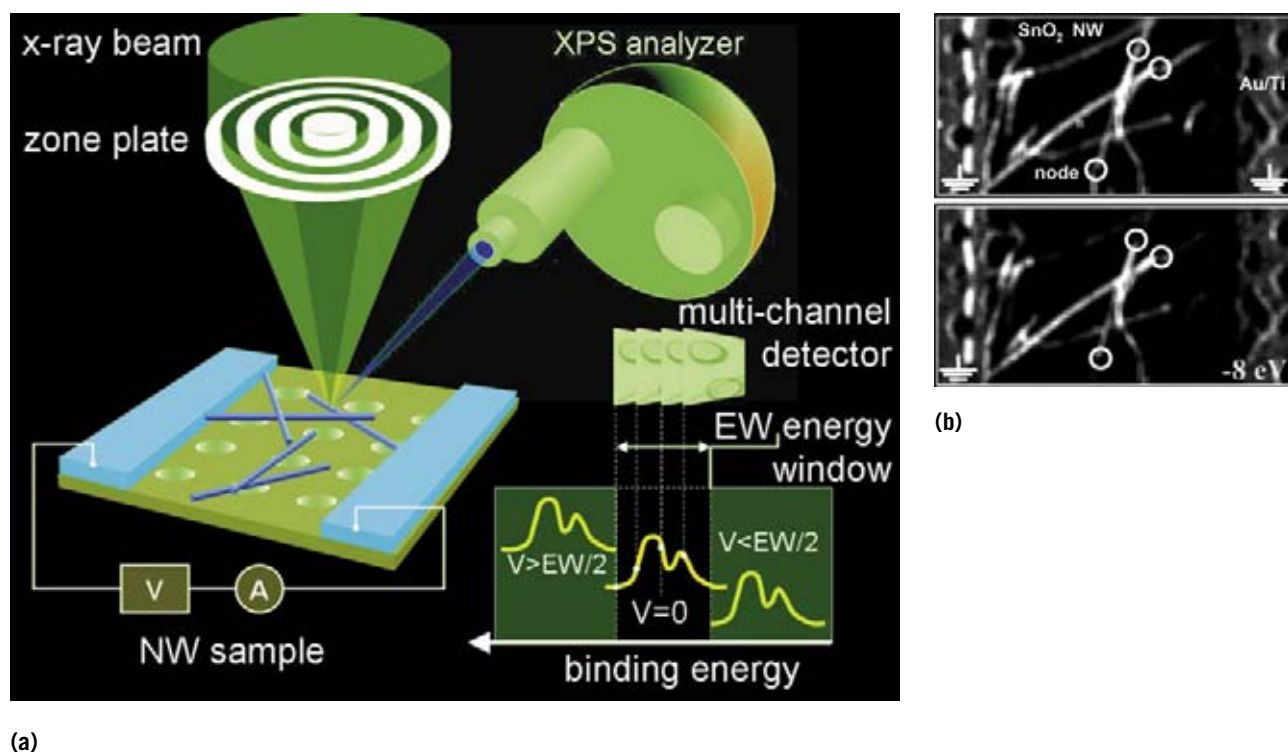 x-ray beam
zone plate
XPS analyzer
multi-channel
detector
EW energy
window
V>EW/2
V=0
V<EW/2
binding energy
V
A
NW sample
(a)
SnO₂ NW
Au/Ti
node
-8 eV
(b)